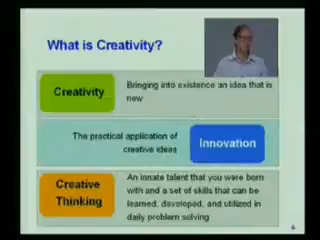 What is Creativity?
Creativity
Bringing into existence an idea that is
new
The practical application of
creative ideas
Innovation
Creative
Thinking
An innate talent that you were born
with and a set of skills that can be
learned, developed, and utilized in
daily problem solving